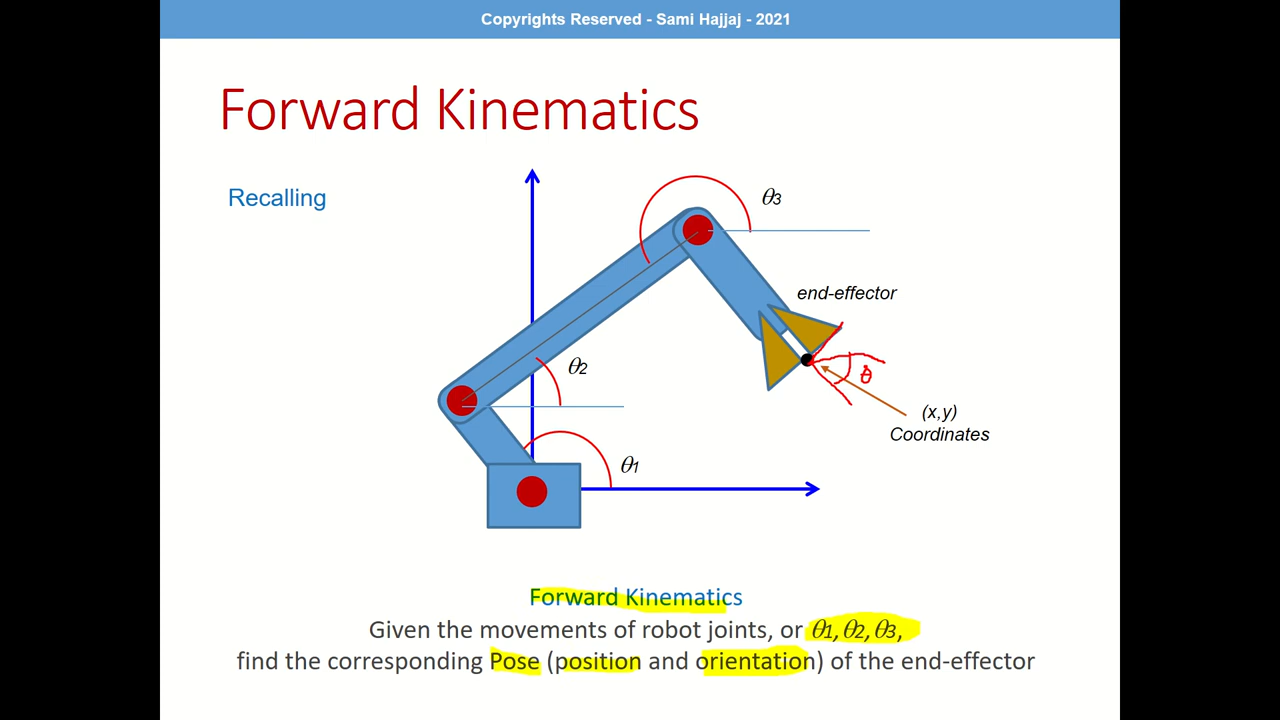 Copyrights Reserved - Sami Hajjaj - 2021
Forward Kinematics
Recalling
θ3
end-effector
θ2
θ
(x,y)
Coordinates
θ1
Forward Kinematics
Given the movements of robot joints, or θ1,θ2,θ3,
find the corresponding Pose (position and orientation) of the end-effector